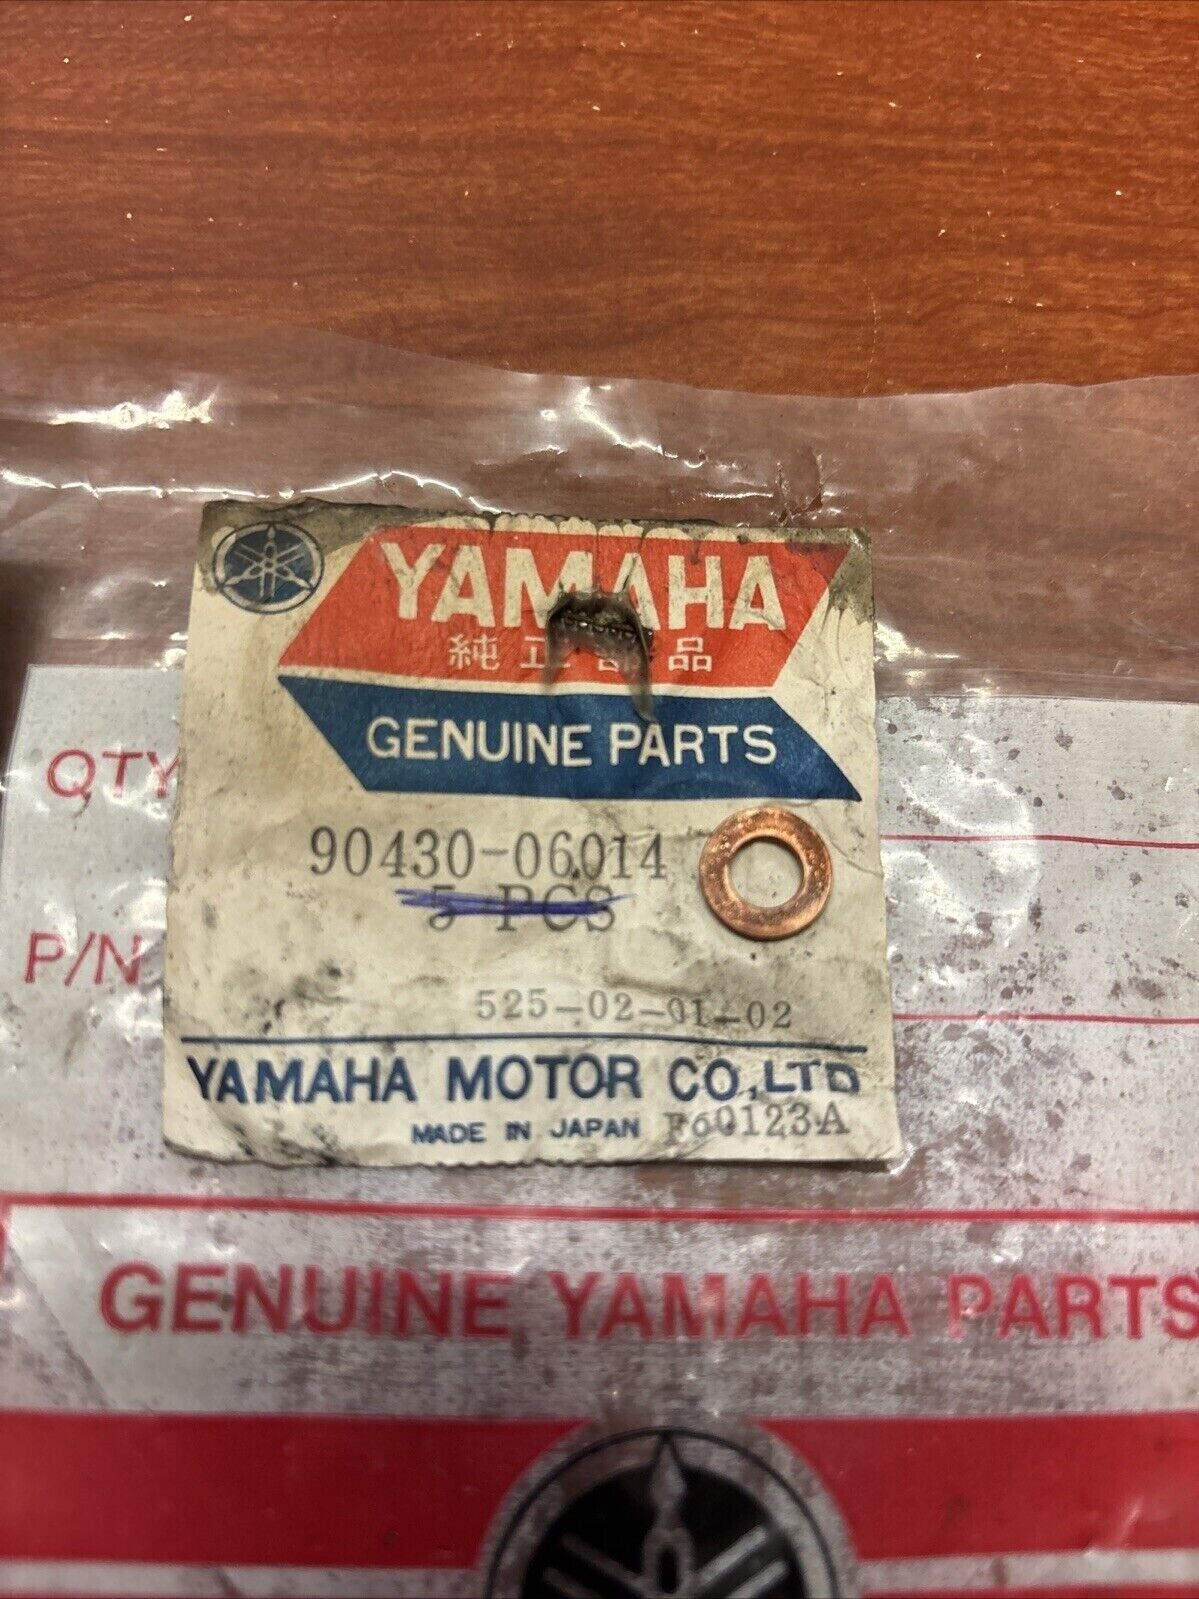 YAMAHA
純正部品
GENUINE PARTS
QTY
90430-06014
5 PCS
P/N
525-02-01-02
YAMAHA MOTOR CO., LTD
MADE IN JAPAN F60123A
GENUINE YAMAHA PARTS